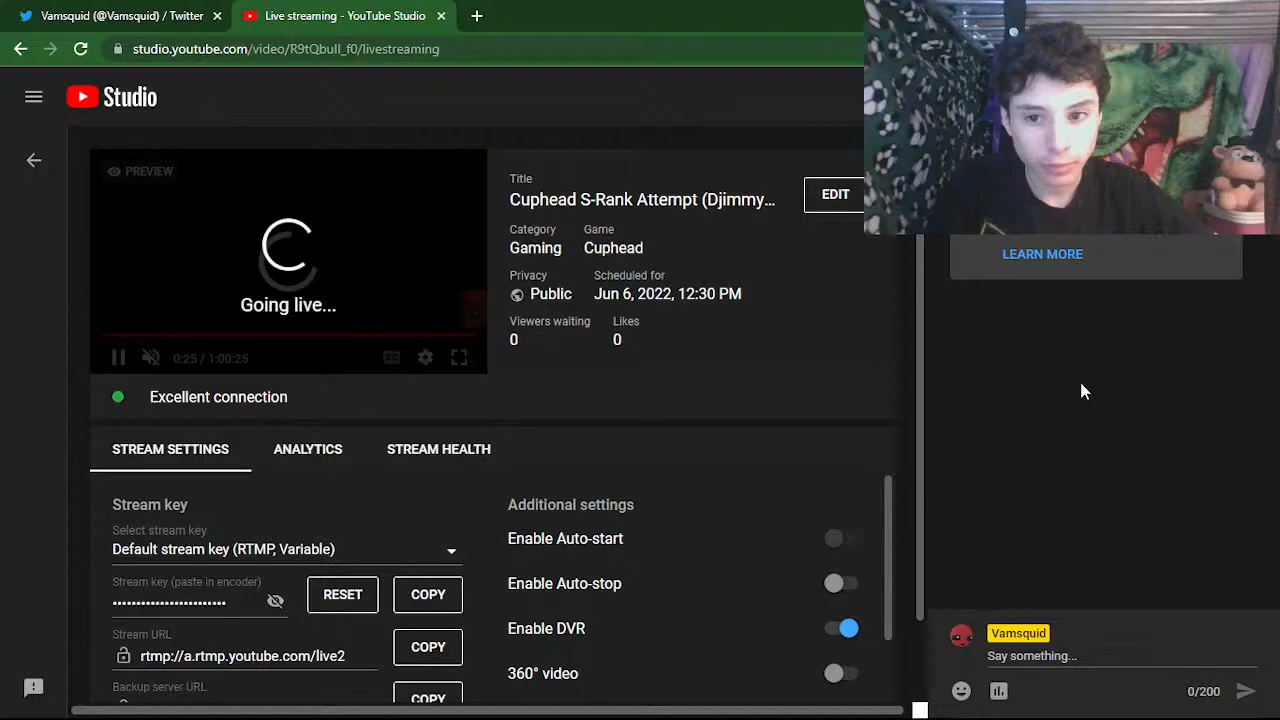 Vamsquid (@Vamsquid) / Twitter
Live streaming - YouTube Studio
studio.youtube.com/video/R9tQbulI_f0/livestreaming
Studio
PREVIEW
Going live...
0:25 / 1:00:25
Title
Cuphead S-Rank Attempt (Djimmy...
EDIT
Category
Game
Gaming
Cuphead
Privacy
Scheduled for
Public
Jun 6, 2022, 12:30 PM
Viewers waiting
Likes
0
0
LEARN MORE
Excellent connection
STREAM SETTINGS
ANALYTICS
STREAM HEALTH
Stream key
Select stream key
Default stream key (RTMP, Variable)
Stream key (paste in encoder)
RESET
COPY
Stream URL
rtmp://a.rtmp.youtube.com/live2
COPY
Backup server URL
COPY
Additional settings
Enable Auto-start
Enable Auto-stop
Enable DVR
360° video
Vamsquid
Say something...
0/200